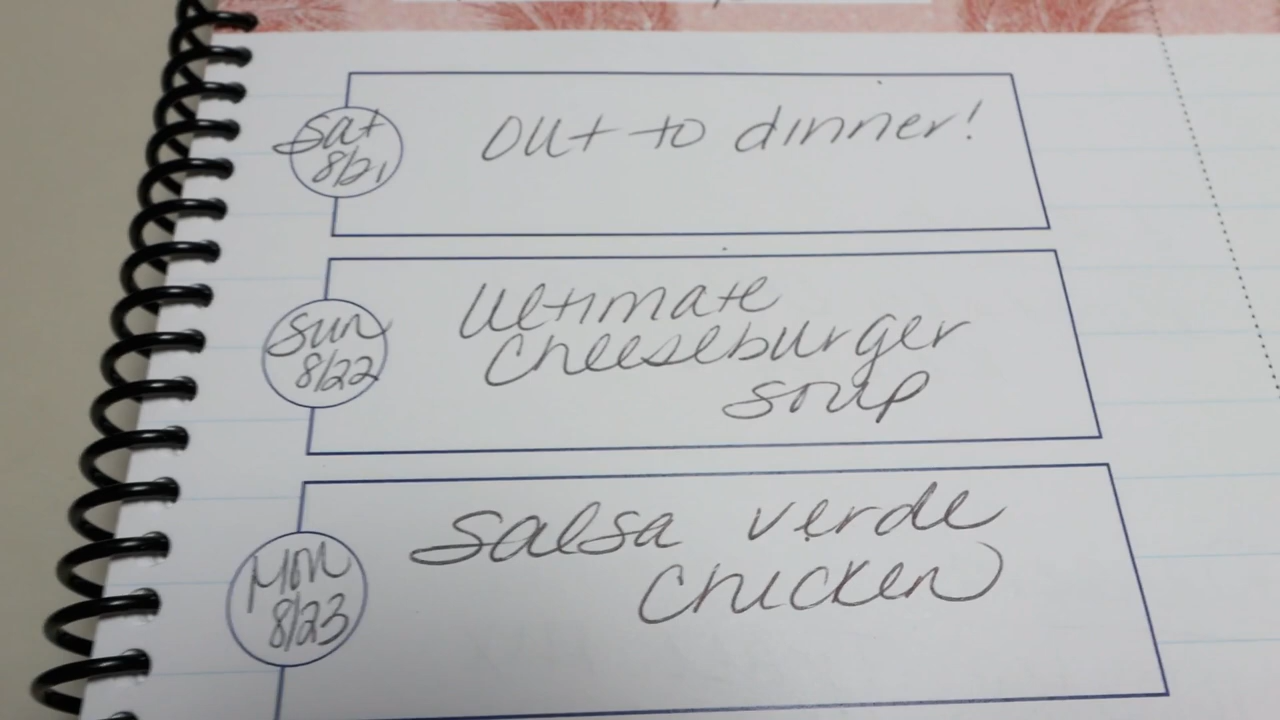 Sat
8/21
Out to dinner!
Sun
8/22
Ultimate
Cheeseburger
Soup
Mon
8/23
Salsa verde
Chicken